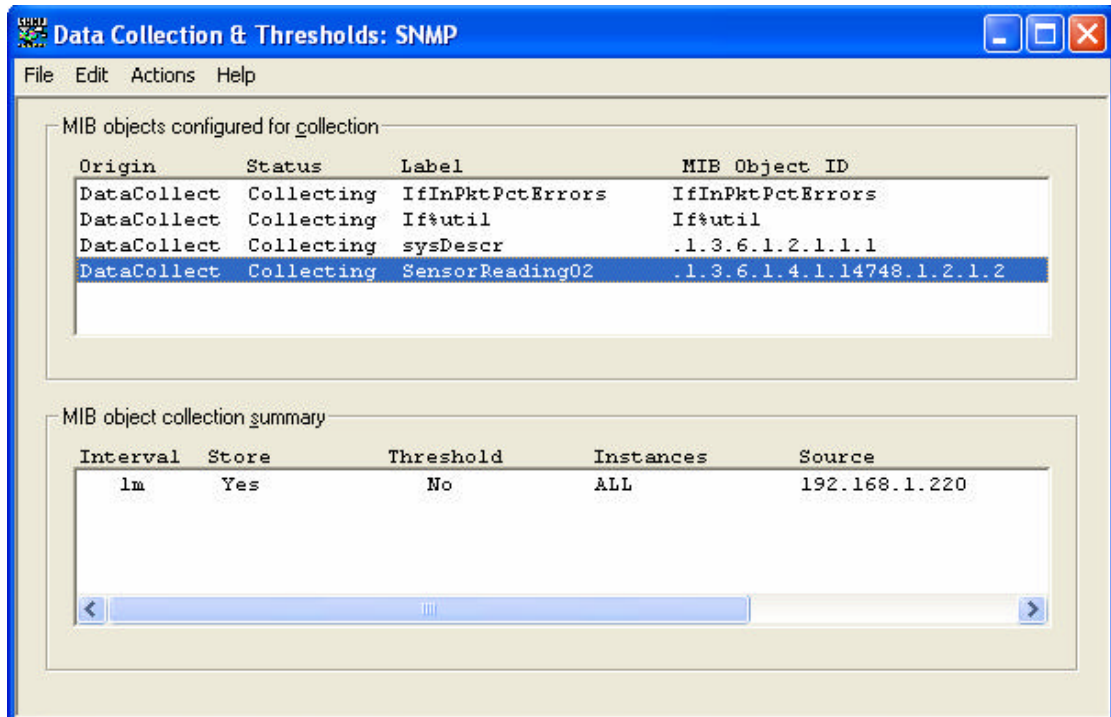 Data Collection & Thresholds: SNMP
File Edit Actions Help
MIB objects configured for collection
Origin Status Label MIB Object ID
DataCollect Collecting IfInPktPctErrors IfInPktPctErrors
DataCollect Collecting If%util If%util
DataCollect Collecting sysDescr .1.3.6.1.2.1.1.1
DataCollect Collecting SensorReading02 .1.3.6.1.4.1.14748.1.2.1.2
MIB object collection summary
Interval Store Threshold Instances Source
1m Yes No ALL 192.168.1.220